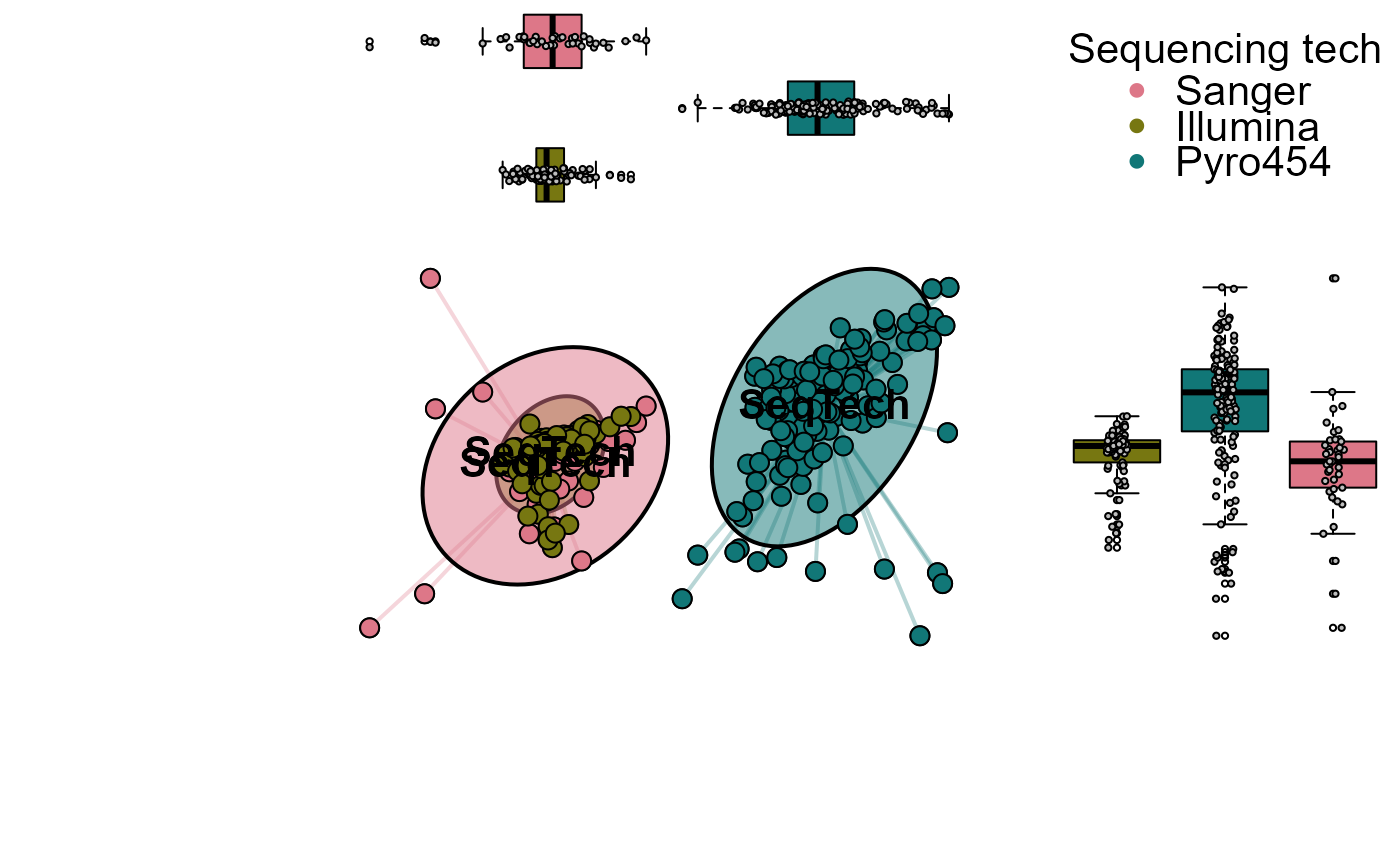 Sequencing tech
Sanger
Illumina
Pyro454
SeqTech
SeqTech
SeqTech